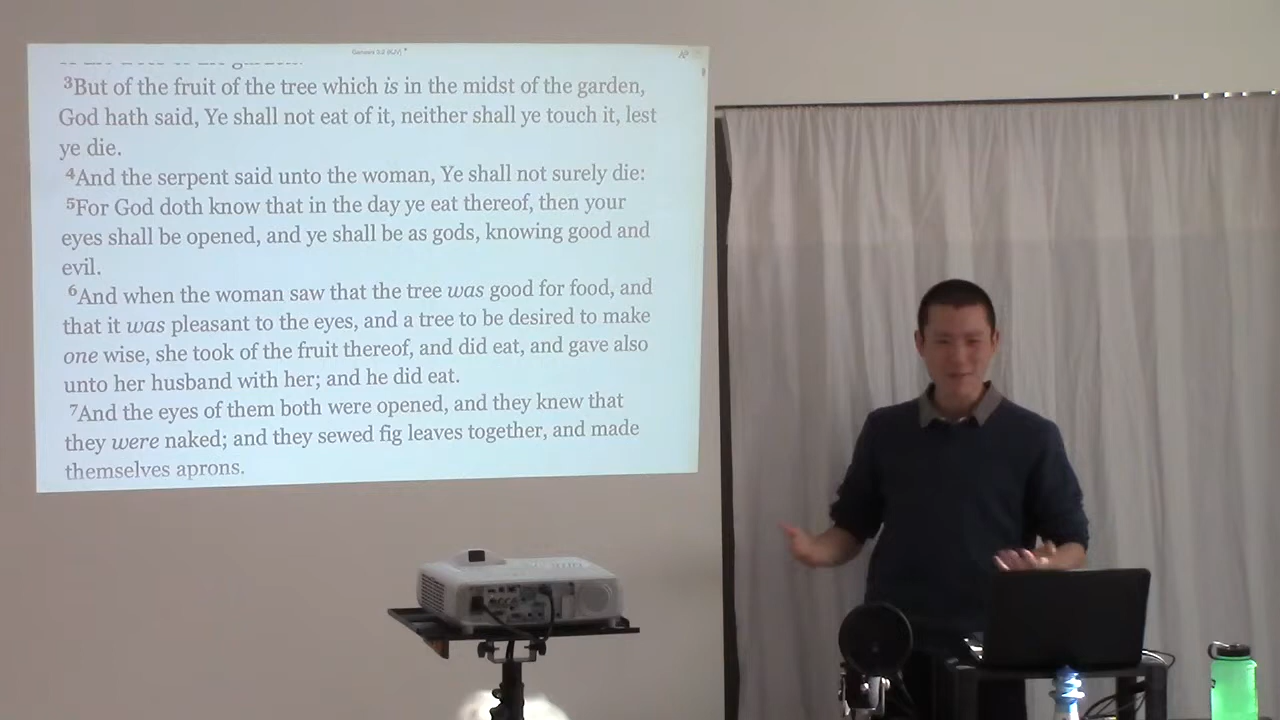 Genesis 3:2 (KJV)
³But of the fruit of the tree which is in the midst of the garden,
God hath said, Ye shall not eat of it, neither shall ye touch it, lest
ye die.
⁴And the serpent said unto the woman, Ye shall not surely die:
⁵For God doth know that in the day ye eat thereof, then your
eyes shall be opened, and ye shall be as gods, knowing good and
evil.
⁶And when the woman saw that the tree was good for food, and
that it was pleasant to the eyes, and a tree to be desired to make
one wise, she took of the fruit thereof, and did eat, and gave also
unto her husband with her; and he did eat.
⁷And the eyes of them both were opened, and they knew that
they were naked; and they sewed fig leaves together, and made
themselves aprons.